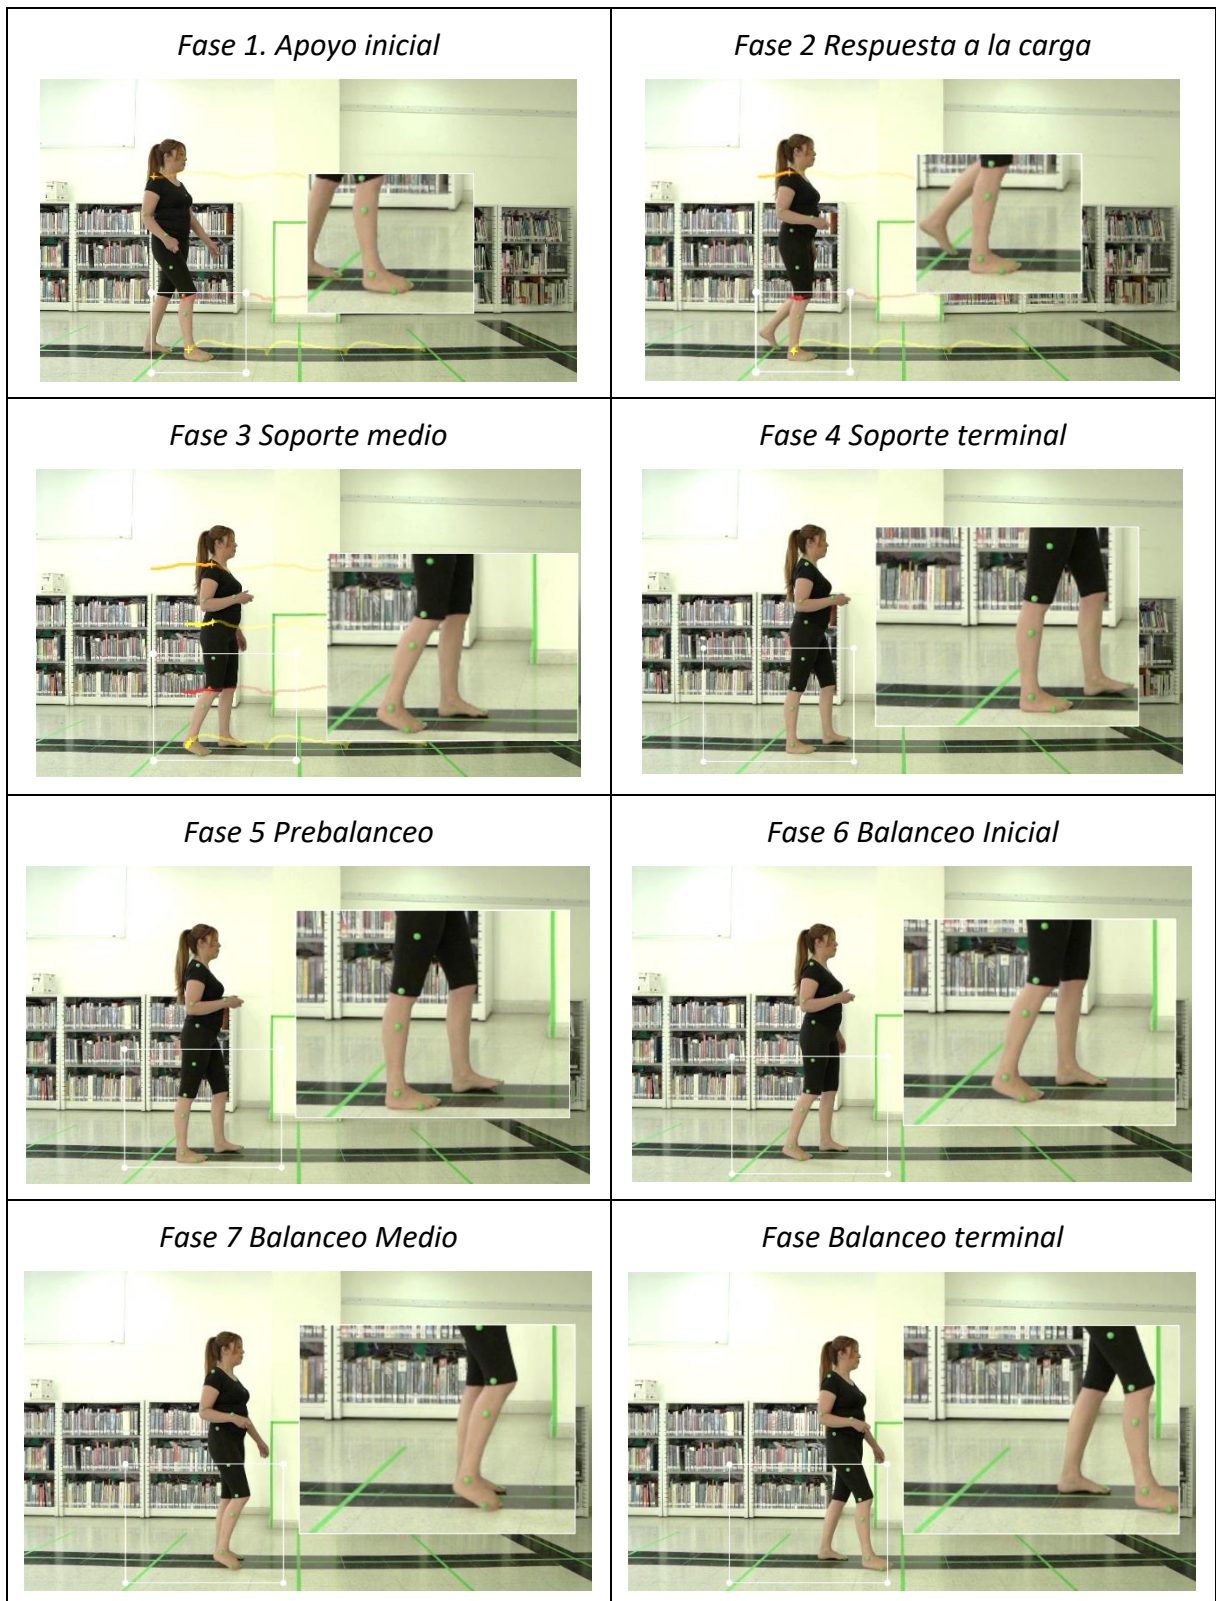 Fase 1. Apoyo inicial
Fase 2 Respuesta a la carga
Fase 3 Soporte medio
Fase 4 Soporte terminal
Fase 5 Prebalanceo
Fase 6 Balanceo Inicial
Fase 7 Balanceo Medio
Fase Balanceo terminal